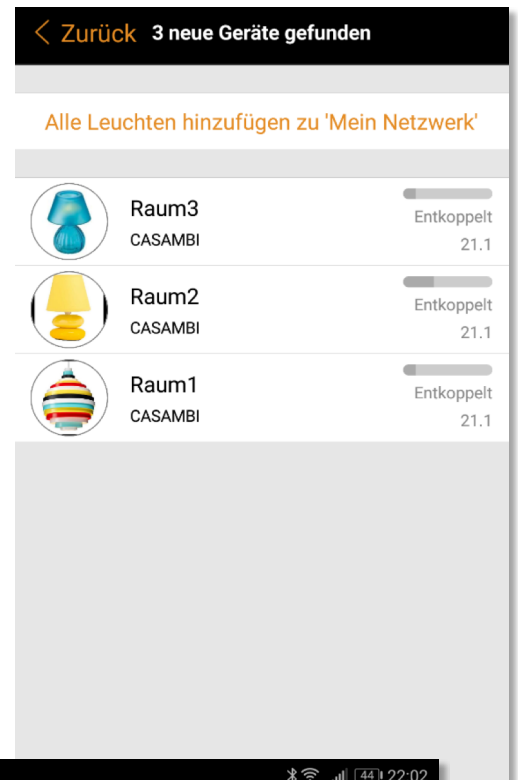 < Zurück 3 neue Geräte gefunden
Alle Leuchten hinzufügen zu 'Mein Netzwerk'
Raum3
Entkoppelt
CASAMBI
21.1
Raum2
Entkoppelt
CASAMBI
21.1
Raum1
Entkoppelt
CASAMBI
21.1
44 22:02